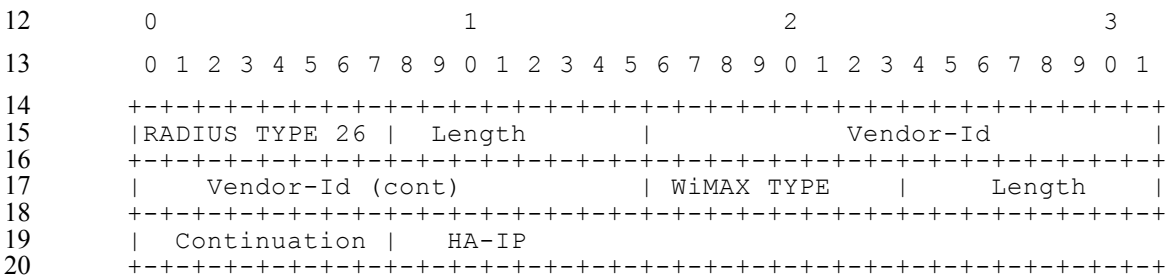 12 0 1 2 3
13 0 1 2 3 4 5 6 7 8 9 0 1 2 3 4 5 6 7 8 9 0 1 2 3 4 5 6 7 8 9 0 1
14 +-+-+-+-+-+-+-+-+-+-+-+-+-+-+-+-+-+-+-+-+-+-+-+-+-+-+-+-+-+-+-+-+
15 |RADIUS TYPE 26 | Length | Vendor-Id |
16 +-+-+-+-+-+-+-+-+-+-+-+-+-+-+-+-+-+-+-+-+-+-+-+-+-+-+-+-+-+-+-+-+
17 | Vendor-Id (cont) | WiMAX TYPE | Length |
18 +-+-+-+-+-+-+-+-+-+-+-+-+-+-+-+-+-+-+-+-+-+-+-+-+-+-+-+-+-+-+-+-+
19 | Continuation | HA-IP
20 +-+-+-+-+-+-+-+-+-+-+-+-+-+-+-+-+-+-+-+-+-+-+-+-+-+-+-+-+-+-+-+-+